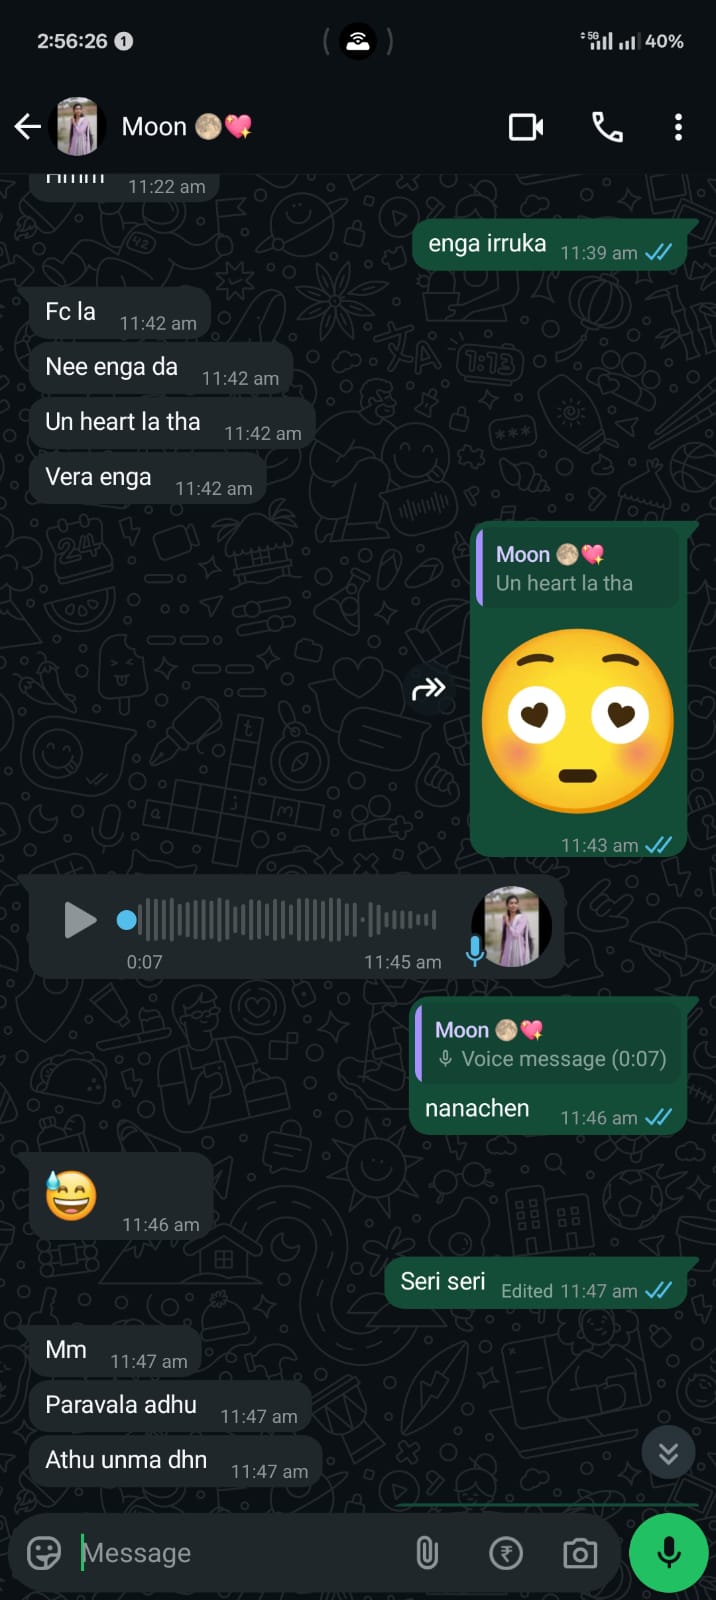 2:56:26 1 5G 40%
Moon 🌕💖
Hmm 11:22 am
enga irruka 11:39 am
Fc la 11:42 am
Nee enga da 11:42 am
Un heart la tha 11:42 am
Vera enga 11:42 am
Moon 🌕💖
Un heart la tha
11:43 am
0:07 11:45 am
Moon 🌕💖
Voice message (0:07)
nanachen 11:46 am
😅 11:46 am
Seri seri Edited 11:47 am
Mm 11:47 am
Paravala adhu 11:47 am
Athu unma dhn 11:47 am
Message